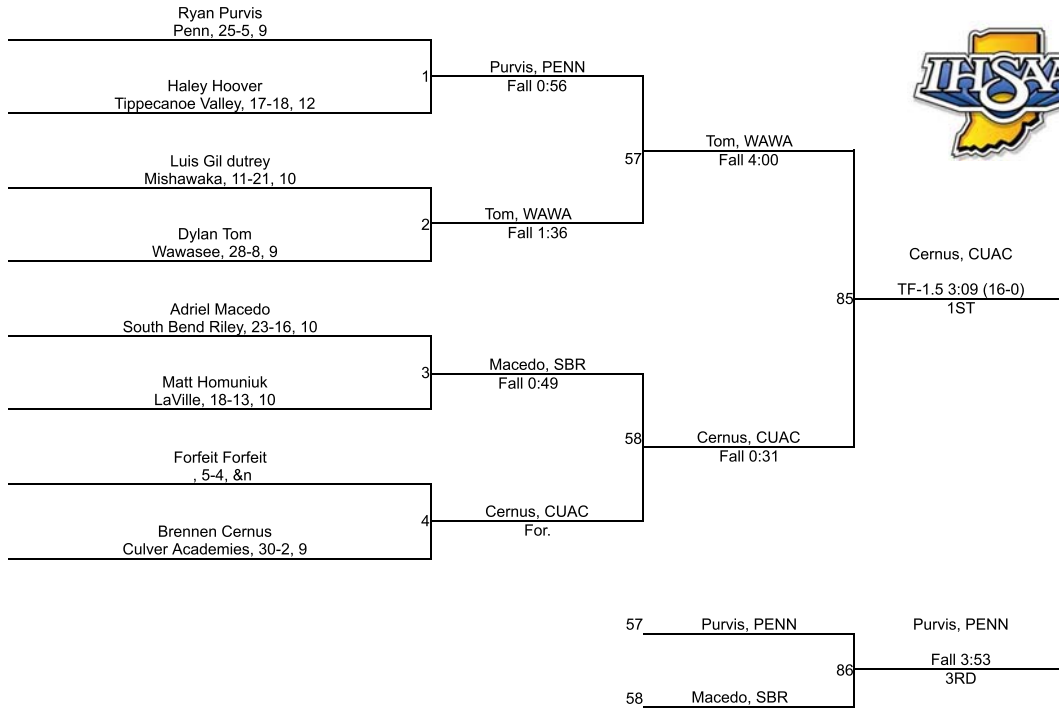 Ryan Purvis
Penn, 25-5, 9
Haley Hoover
Tippecanoe Valley, 17-18, 12
1
Purvis, PENN
Fall 0:56
Luis Gil dutrey
Mishawaka, 11-21, 10
Dylan Tom
Wawasee, 28-8, 9
2
Tom, WAWA
Fall 1:36
57
Tom, WAWA
Fall 4:00
Adriel Macedo
South Bend Riley, 23-16, 10
Matt Homuniuk
LaVille, 18-13, 10
3
Macedo, SBR
Fall 0:49
Forfeit Forfeit
, 5-4, &n
Brennen Cernus
Culver Academies, 30-2, 9
4
Cernus, CUAC
For.
58
Cernus, CUAC
Fall 0:31
85
Cernus, CUAC
TF-1.5 3:09 (16-0)
1ST
57
Purvis, PENN
58
Macedo, SBR
86
Purvis, PENN
Fall 3:53
3RD
IHSAA